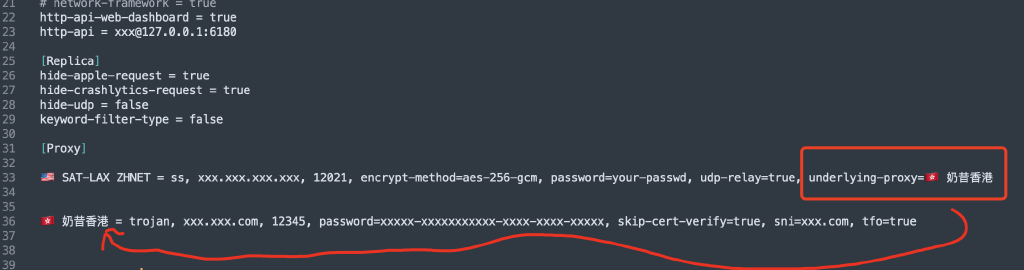 21 # network-framework = true
22 http-api-web-dashboard = true
23 http-api = xxx@127.0.0.1:6180
24
25 [Replica]
26 hide-apple-request = true
27 hide-crashlytics-request = true
28 hide-udp = false
29 keyword-filter-type = false
30
31 [Proxy]
32
33 🇺🇸 SAT-LAX ZHNET = ss, xxx.xxx.xxx.xxx, 12021, encrypt-method=aes-256-gcm, password=your-passwd, udp-relay=true, underlying-proxy=🇭🇰 奶昔香港
34
35
36 🇭🇰 奶昔香港 = trojan, xxx.xxx.com, 12345, password=xxxxx-xxxxxxxxxxx-xxxx-xxxx-xxxxx, skip-cert-verify=true, sni=xxx.com, tfo=true
37
38
39